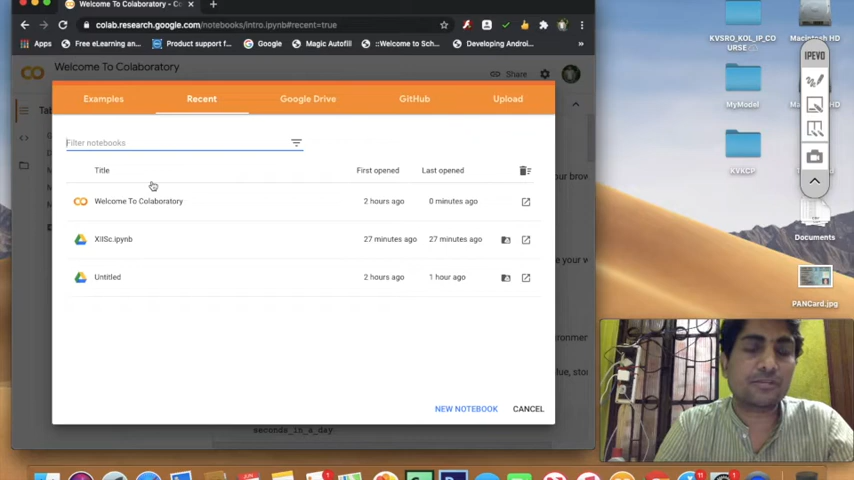 Welcome To Colaboratory - C
colab.research.google.com/notebooks/intro.ipynb#recent=true
Apps
Free eLearning and...
Product support f...
Google
Magic Autofill
::Welcome to Sch...
Developing Androi...
Welcome To Colaboratory
Share
Examples
Recent
Google Drive
GitHub
Upload
Filter notebooks
Title
First opened
Last opened
Welcome To Colaboratory
2 hours ago
0 minutes ago
XIISc.ipynb
27 minutes ago
27 minutes ago
Untitled
2 hours ago
1 hour ago
NEW NOTEBOOK
CANCEL
seconds_in_a_day
KVSRO_KOL_IP_C
OURSE
Macintosh HD
IPEVO
MyModel
KVKCP
Documents
PANCard.jpg